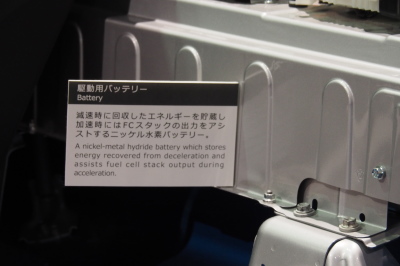 駆動用バッテリー
Battery
減速時に回収したエネルギーを貯蔵し
加速時にはFCスタックの出力をアシ
ストするニッケル水素バッテリー。
A nickel-metal hydride battery which stores
energy recovered from deceleration and
assists fuel cell stack output during
acceleration.